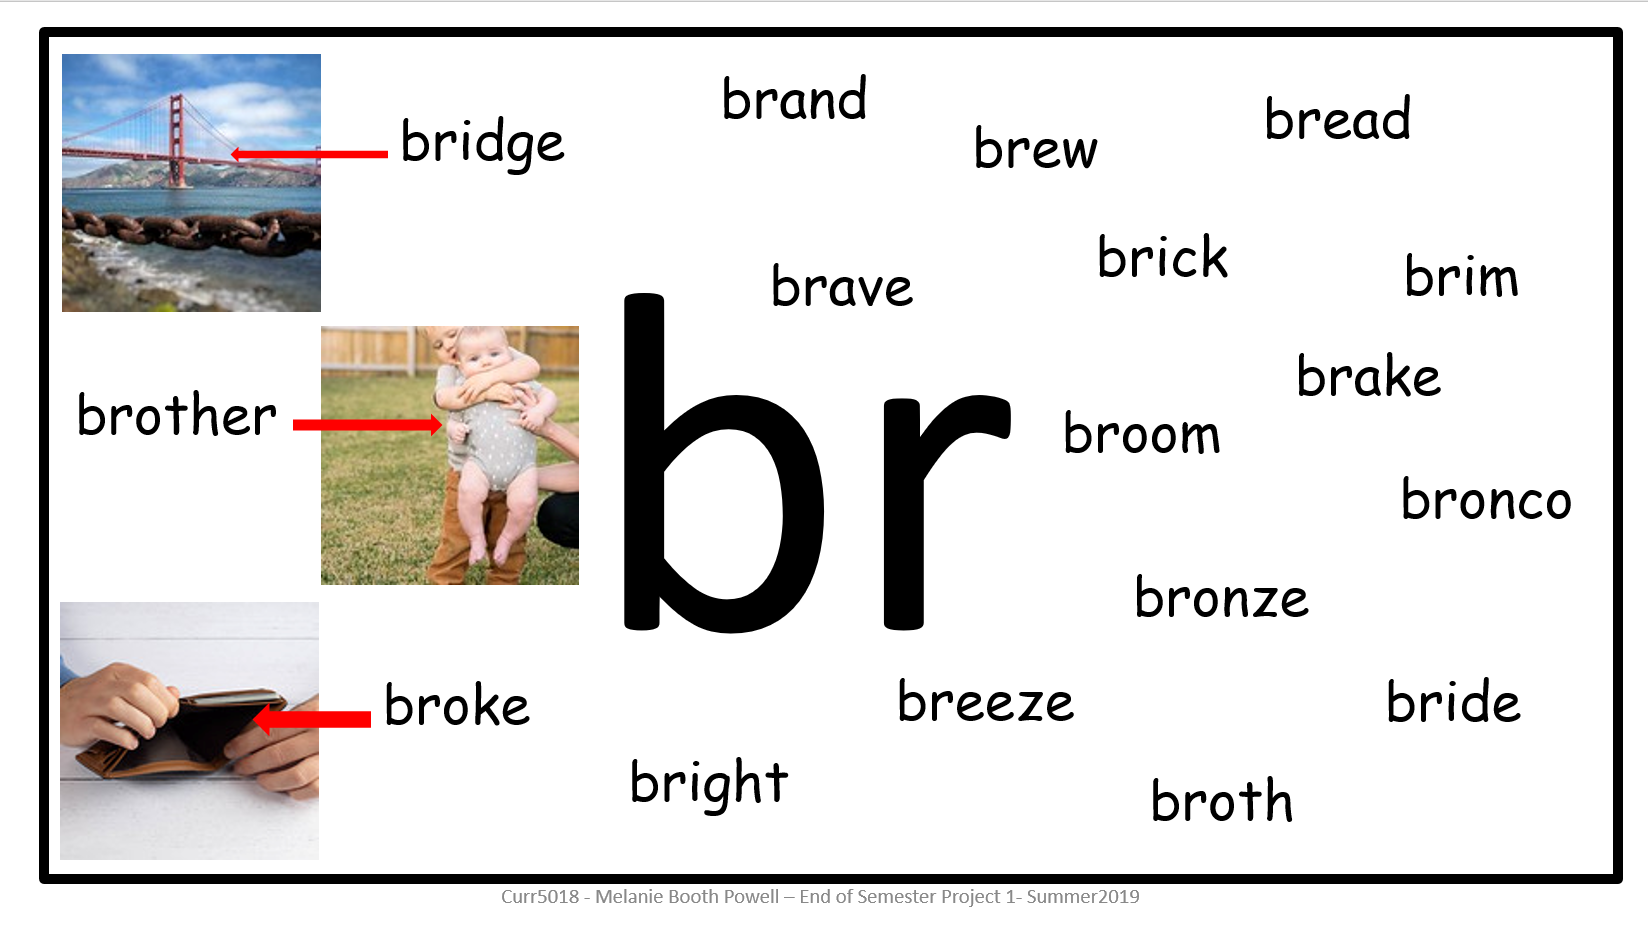 brand
bread
bridge
brew
brick
brim
brave
brake
brother
broom
br
bronco
bronze
broke
breeze
bride
bright
broth
Curr5018 - Melanie Booth Powell – End of Semester Project 1- Summer2019